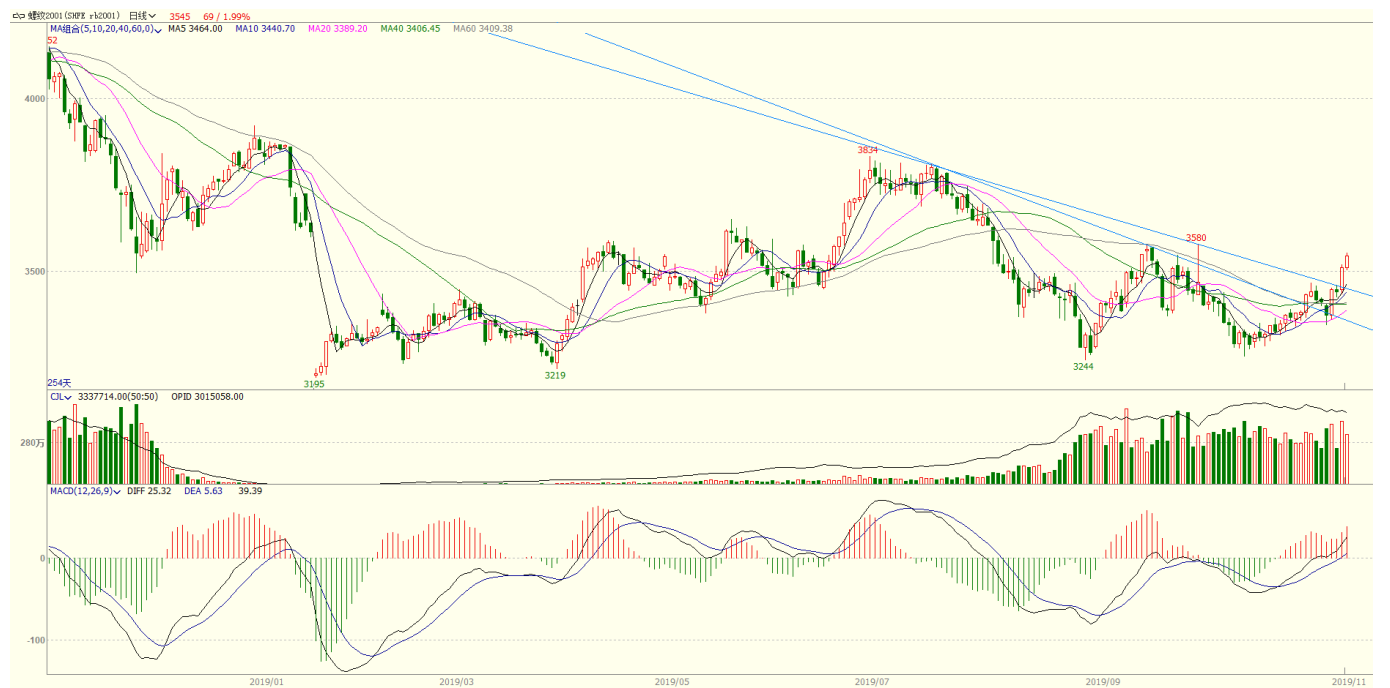 螺纹2001(SHFE rb2001) 日线 3545 69 / 1.99%
MA组合(5,10,20,40,60,0) MA5 3464.00 MA10 3440.70 MA20 3389.20 MA40 3406.45 MA60 3409.38
52
4000
3834
3580
3500
3244
3219
3195
254天
CJL 3337714.00(50:50) OPID 3015058.00
280万
MACD(12,26,9) DIFF 25.32 DEA 5.63 39.39
0
-100
2019/01 2019/03 2019/05 2019/07 2019/09 2019/11